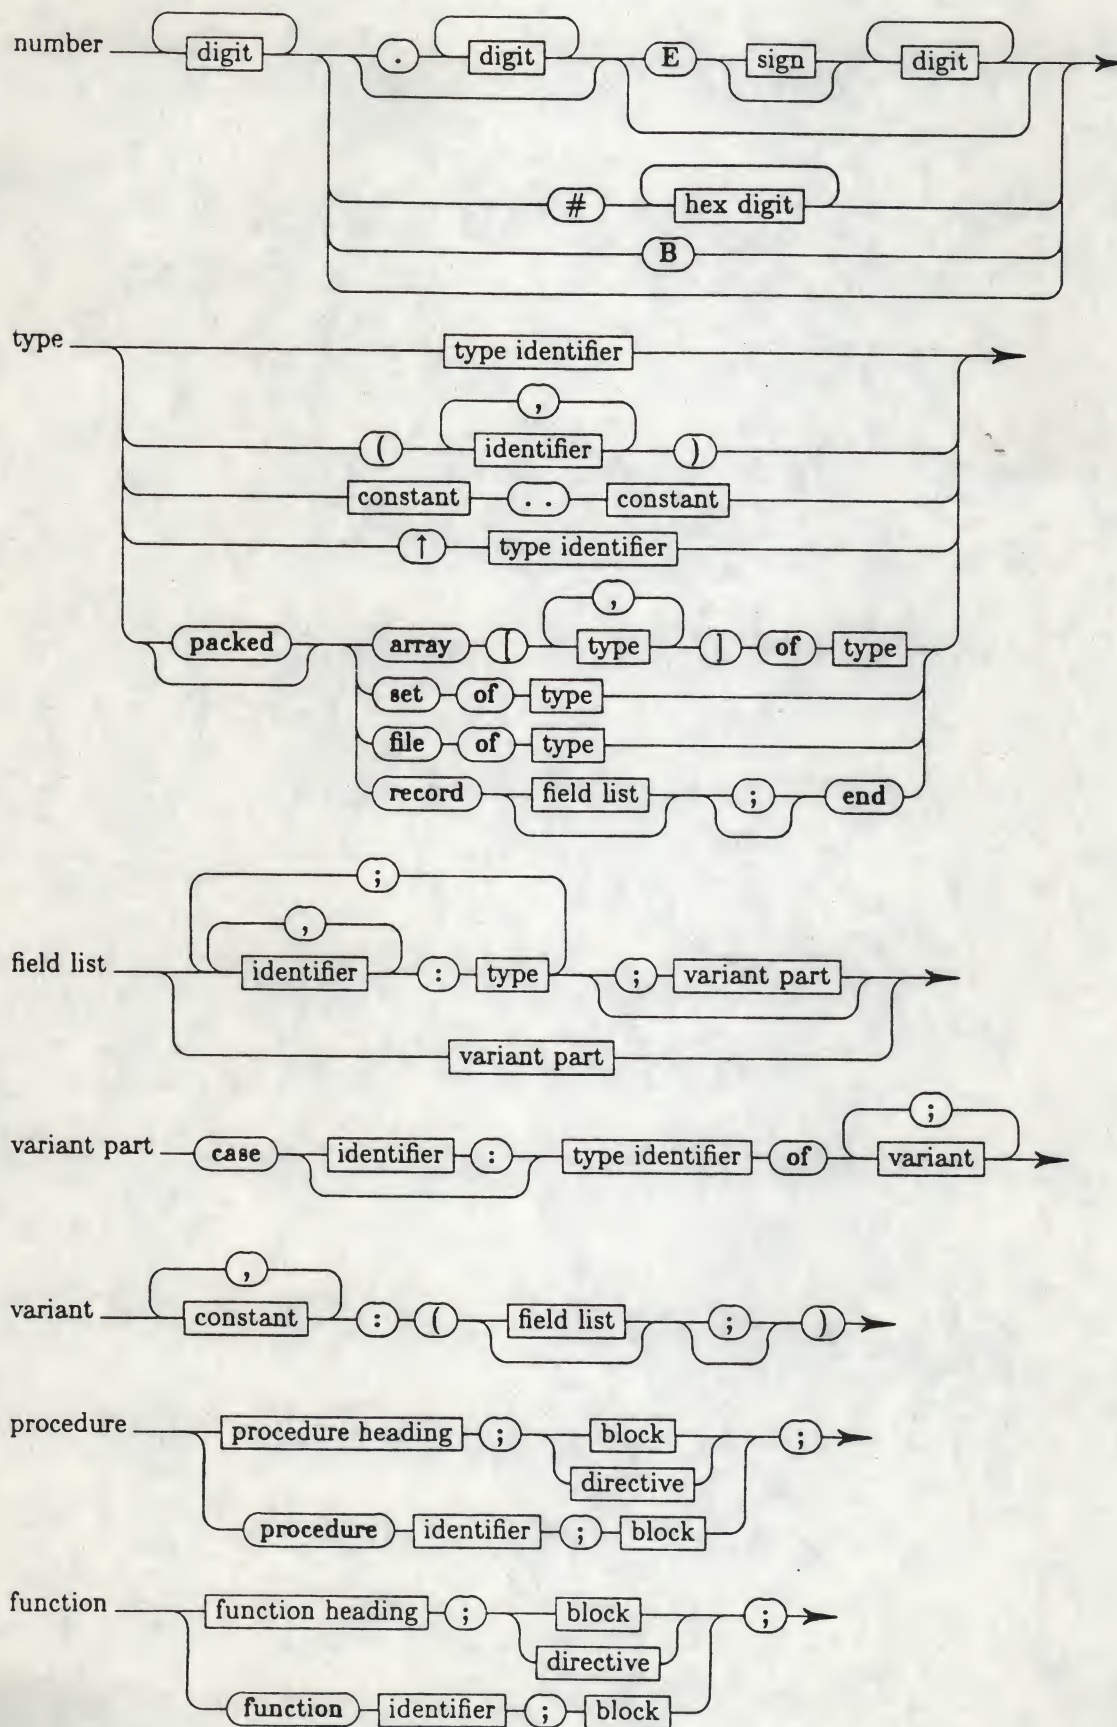 number digit . digit E sign digit
# hex digit
B
type type identifier
,
( identifier )
constant .. constant
↑ type identifier
,
packed array [ type ] of type
set of type
file of type
record field list ; end
;
,
field list identifier : type ; variant part
variant part
;
variant part case identifier : type identifier of variant
,
variant constant : ( field list ; )
procedure procedure heading ; block ;
directive
procedure identifier ; block
function function heading ; block ;
directive
function identifier ; block